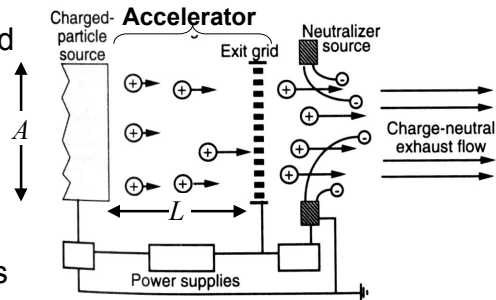 Charged-
particle
source
Accelerator
Exit grid
Neutralizer
source
d
A
L
Charge-neutral
exhaust flow
Power supplies
s